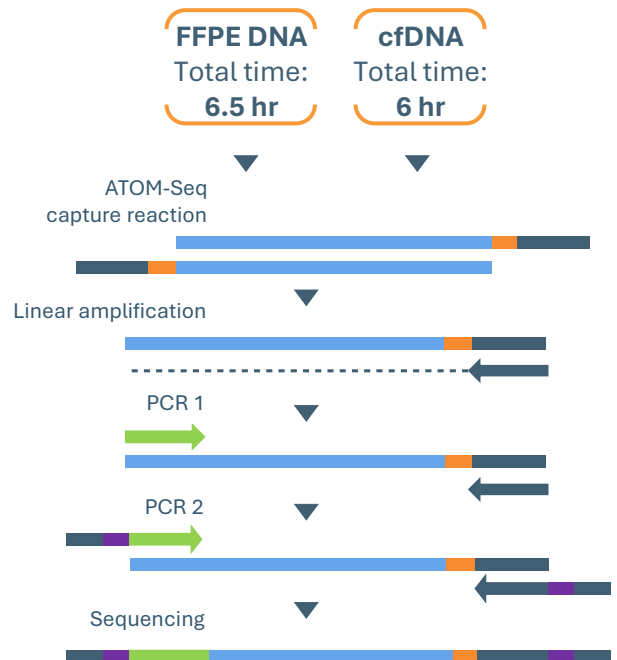 FFPE DNA
Total time:
6.5 hr
cfDNA
Total time:
6 hr
ATOM-Seq
capture reaction
Linear amplification
PCR 1
PCR 2
Sequencing